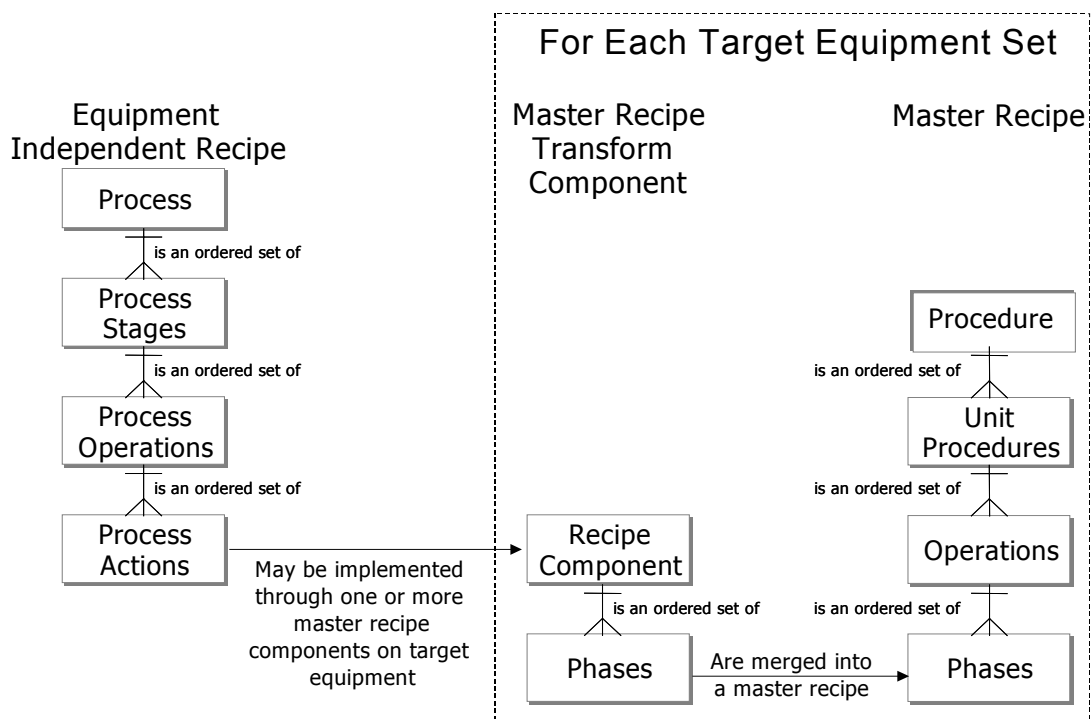 For Each Target Equipment Set
Equipment
Independent Recipe
Process
is an ordered set of
Process
Stages
is an ordered set of
Process
Operations
is an ordered set of
Process
Actions
May be implemented
through one or more
master recipe
components on target
equipment
Master Recipe
Transform
Component
Recipe
Component
is an ordered set of
Phases
Are merged into
a master recipe
Master Recipe
Procedure
is an ordered set of
Unit
Procedures
is an ordered set of
Operations
is an ordered set of
Phases